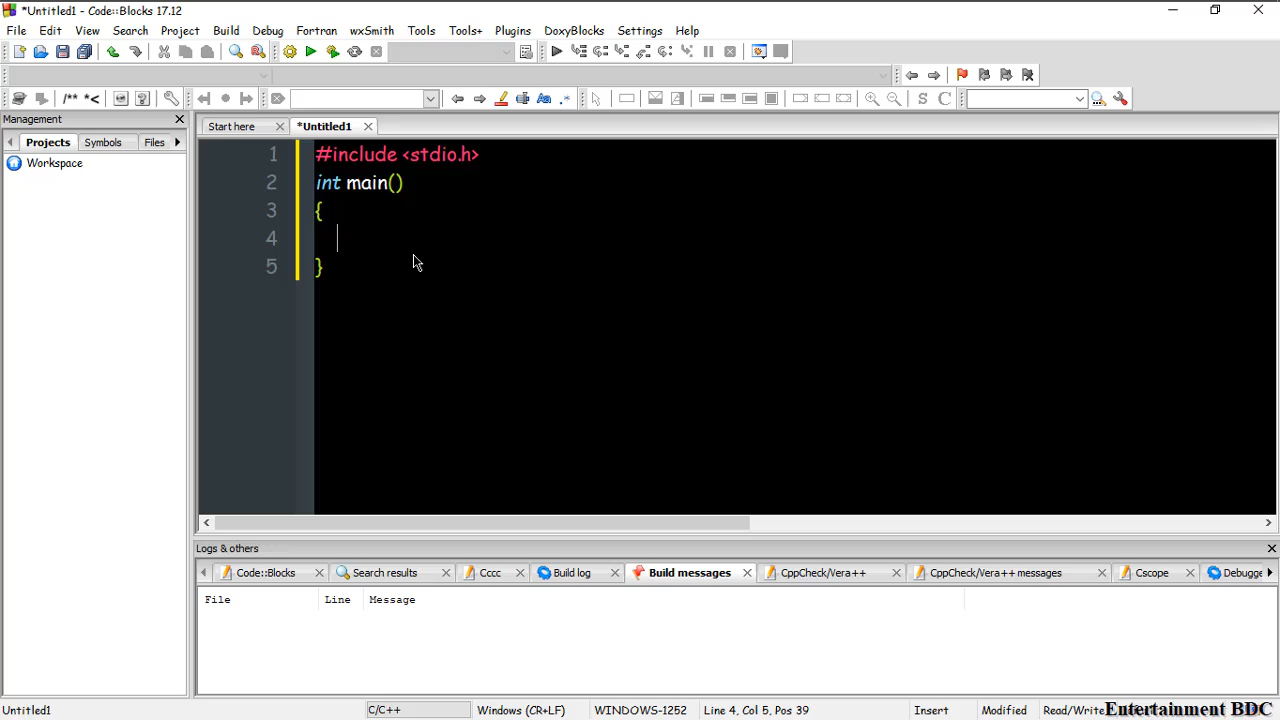 *Untitled1 - Code::Blocks 17.12
File Edit View Search Project Build Debug Fortran wxSmith Tools Tools+ Plugins DoxyBlocks Settings Help
/** *< Aa .* S C
Management
Projects Symbols Files
Workspace
Start here *Untitled1
1 #include <stdio.h>
2 int main()
3 {
4
5 }
Logs & others
Code::Blocks Search results Cccc Build log Build messages CppCheck/Vera++ CppCheck/Vera++ messages Cscope Debugge
File Line Message
Untitled1 C/C++ Windows (CR+LF) WINDOWS-1252 Line 4, Col 5, Pos 39 Insert Modified Read/Write
Entertainment BDC